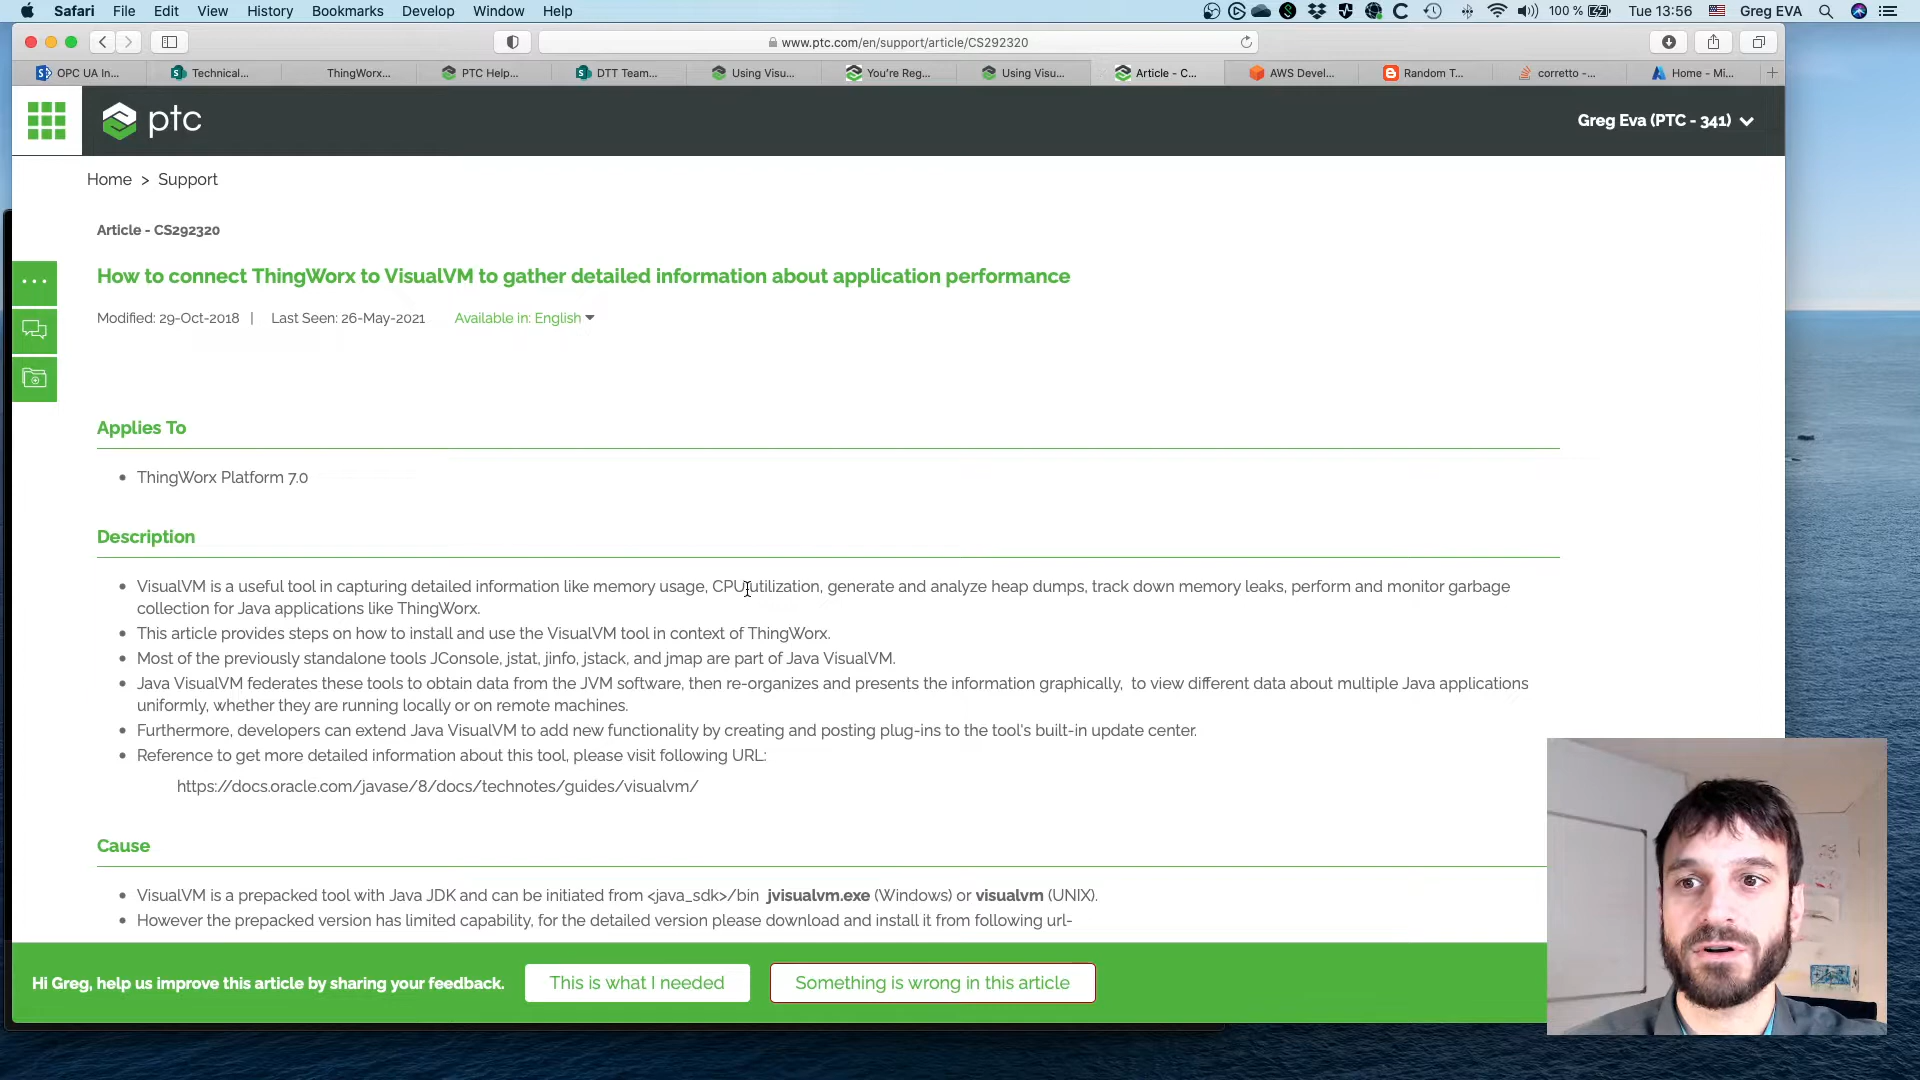 Safari File Edit View History Bookmarks Develop Window Help 100 % Tue 13:56 Greg EVA
www.ptc.com/en/support/article/CS292320
OPC UA In... Technical... ThingWorx... PTC Help... DTT Team... Using Visu... You're Reg... Using Visu... Article - C... AWS Devel... Random T... corretto -... Home - Mi...
ptc
Greg Eva (PTC - 341)
Home > Support
Article - CS292320
How to connect ThingWorx to VisualVM to gather detailed information about application performance
Modified: 29-Oct-2018 | Last Seen: 26-May-2021 Available in: English
Applies To
• ThingWorx Platform 7.0
Description
• VisualVM is a useful tool in capturing detailed information like memory usage, CPU utilization, generate and analyze heap dumps, track down memory leaks, perform and monitor garbage
collection for Java applications like ThingWorx.
• This article provides steps on how to install and use the VisualVM tool in context of ThingWorx.
• Most of the previously standalone tools JConsole, jstat, jinfo, jstack, and jmap are part of Java VisualVM.
• Java VisualVM federates these tools to obtain data from the JVM software, then re-organizes and presents the information graphically, to view different data about multiple Java applications
uniformly, whether they are running locally or on remote machines.
• Furthermore, developers can extend Java VisualVM to add new functionality by creating and posting plug-ins to the tool's built-in update center.
• Reference to get more detailed information about this tool, please visit following URL:
https://docs.oracle.com/javase/8/docs/technotes/guides/visualvm/
Cause
• VisualVM is a prepacked tool with Java JDK and can be initiated from <java_sdk>/bin jvisualvm.exe (Windows) or visualvm (UNIX).
• However the prepacked version has limited capability, for the detailed version please download and install it from following url-
Hi Greg, help us improve this article by sharing your feedback. This is what I needed Something is wrong in this article